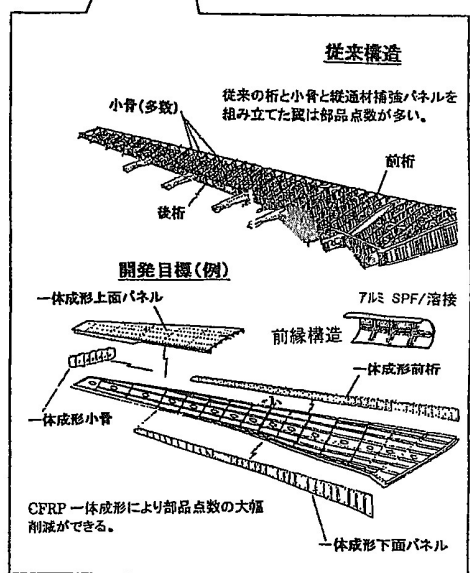 従来構造
従来の桁と小骨と縦通材補強パネルを
組み立てた翼は部品点数が多い。
小骨(多数)
前桁
後桁
開発目標(例)
一体成形上面パネル
アルミ SPF/溶接
前縁構造
一体成形前桁
一体成形小骨
CFRP 一体成形により部品点数の大幅
削減ができる。
一体成形下面パネル